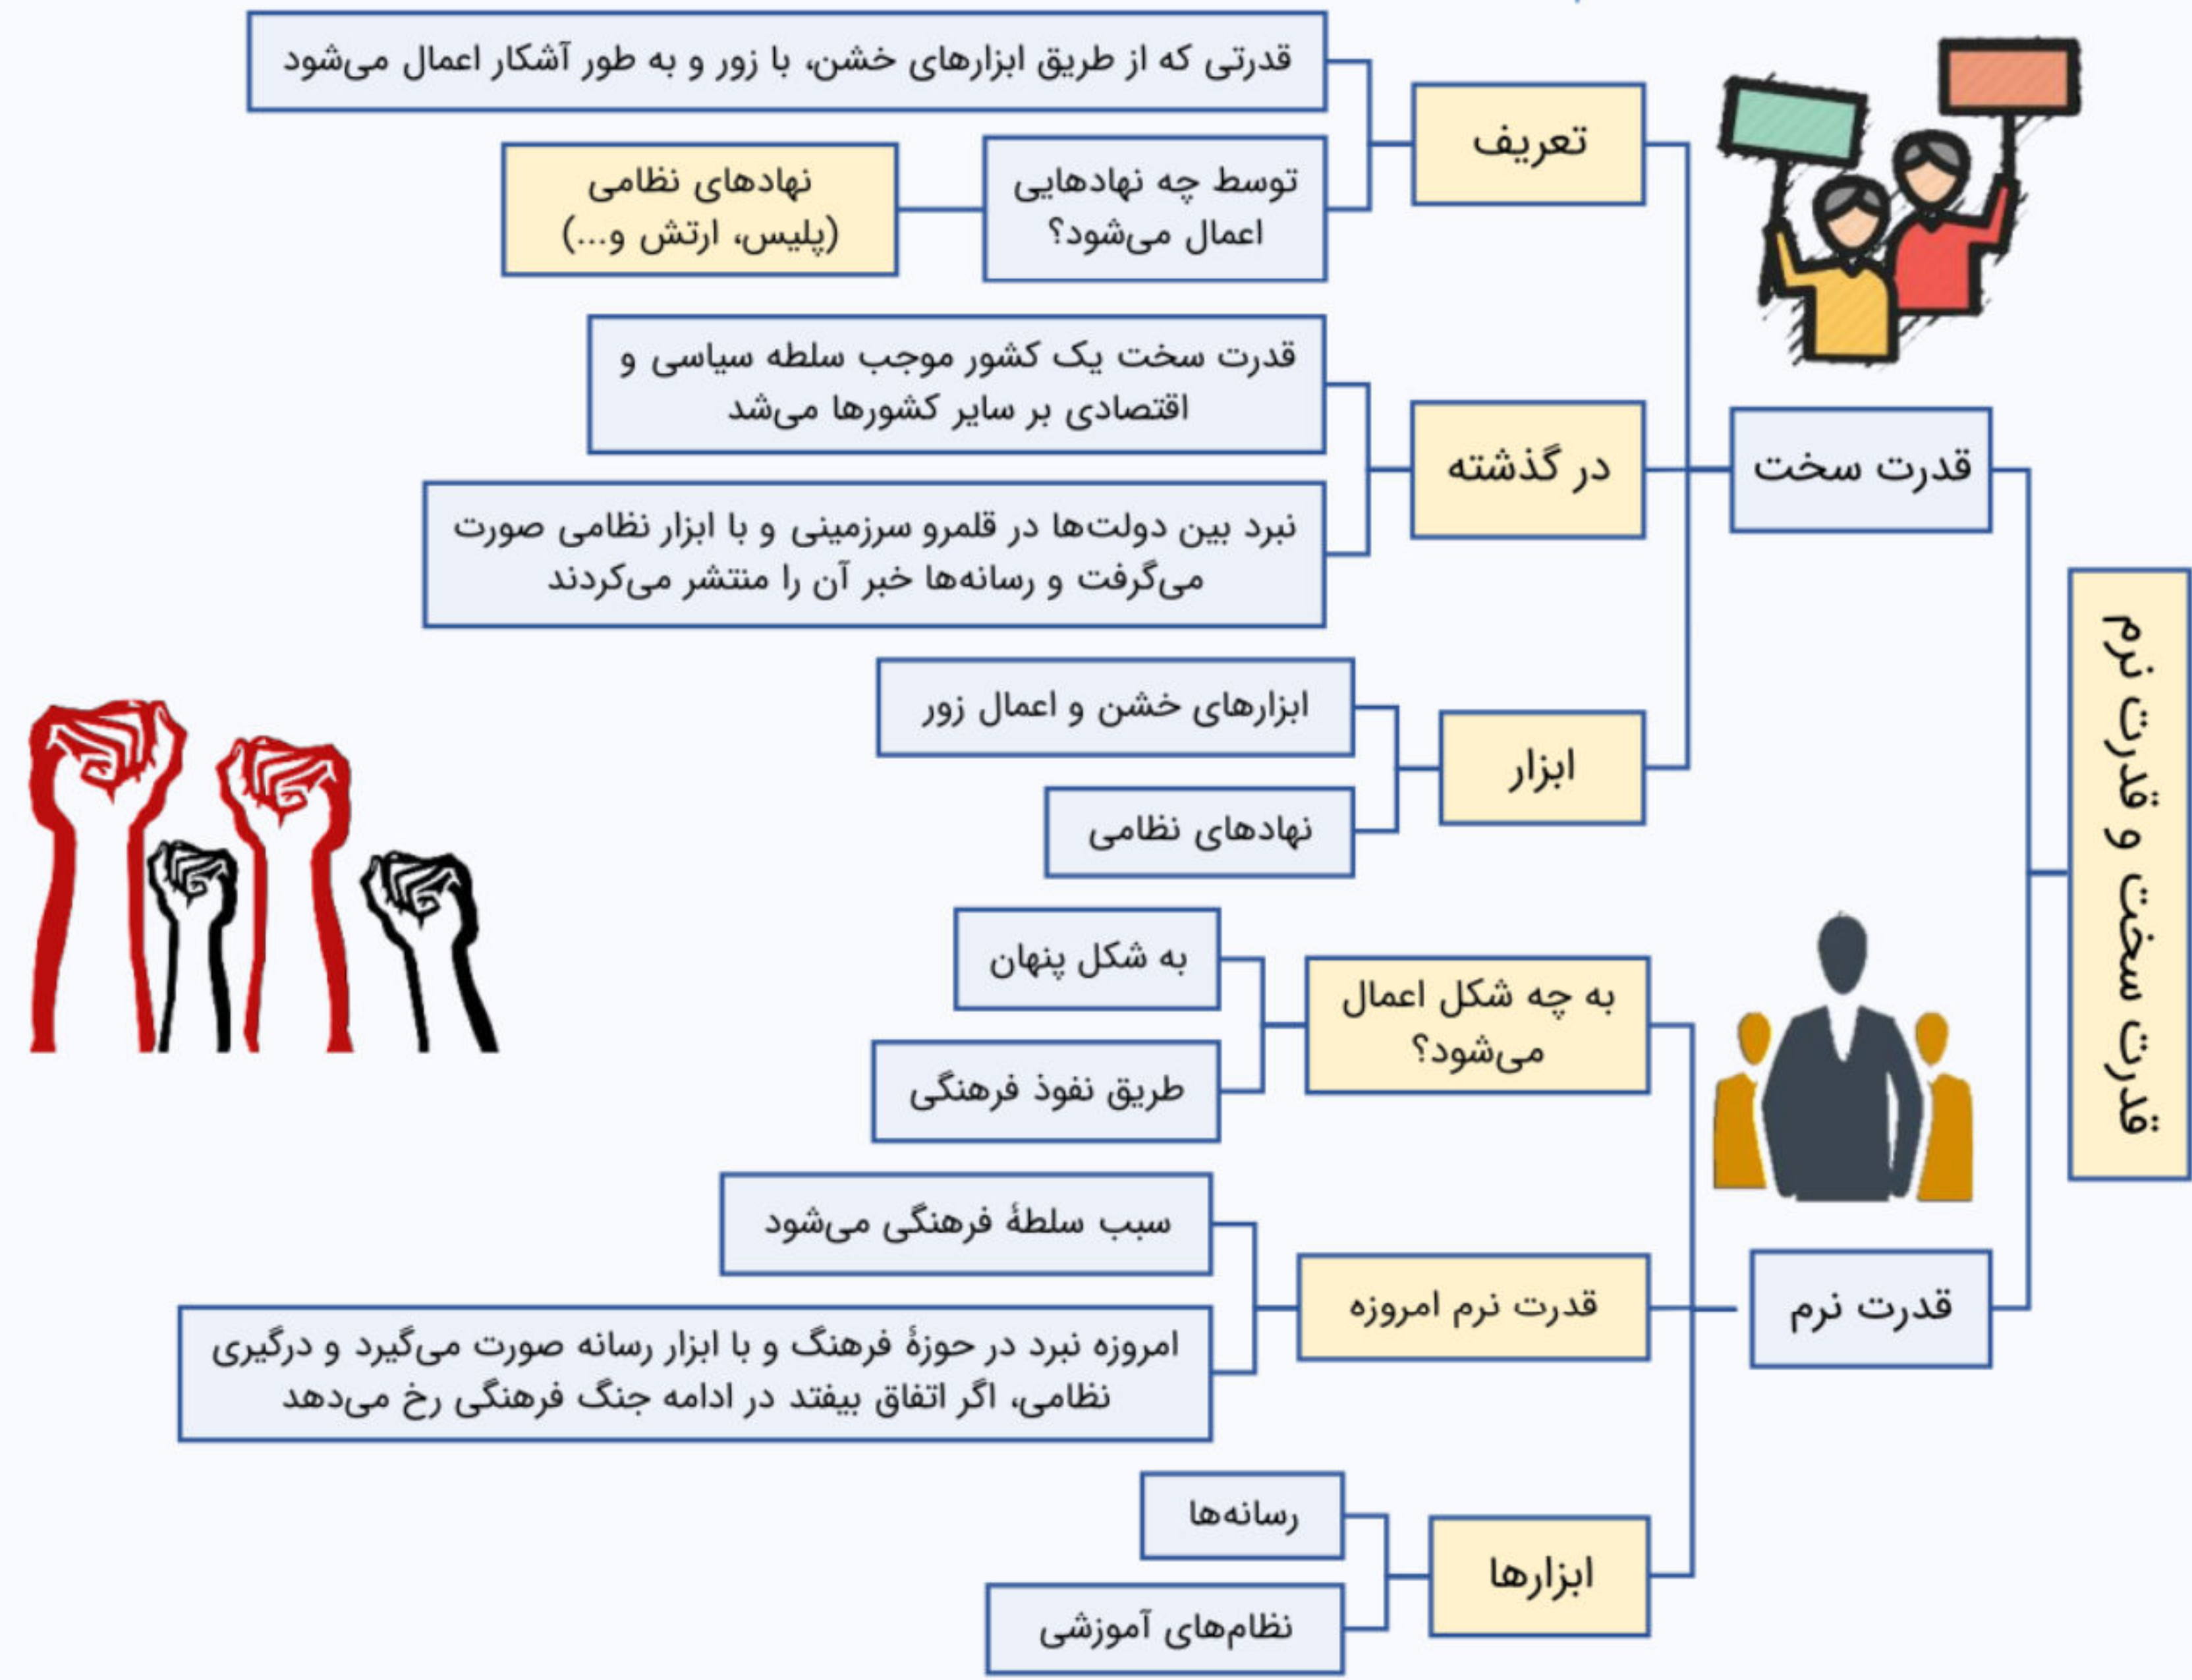 قدرت سخت و قدرت نرم
قدرت سخت
تعریف
قدرتی که از طریق ابزارهای خشن، با زور و به طور آشکار اعمال می‌شود
توسط چه نهادهایی
اعمال می‌شود؟
نهادهای نظامی
(پلیس، ارتش و...)
در گذشته
قدرت سخت یک کشور موجب سلطه سیاسی و
اقتصادی بر سایر کشورها می‌شد
نبرد بین دولت‌ها در قلمرو سرزمینی و با ابزار نظامی صورت
می‌گرفت و رسانه‌ها خبر آن را منتشر می‌کردند
ابزار
ابزارهای خشن و اعمال زور
نهادهای نظامی
قدرت نرم
به چه شکل اعمال
می‌شود؟
به شکل پنهان
طریق نفوذ فرهنگی
قدرت نرم امروزه
سبب سلطهٔ فرهنگی می‌شود
امروزه نبرد در حوزهٔ فرهنگ و با ابزار رسانه صورت می‌گیرد و درگیری
نظامی، اگر اتفاق بیفتد در ادامه جنگ فرهنگی رخ می‌دهد
ابزارها
رسانه‌ها
نظام‌های آموزشی